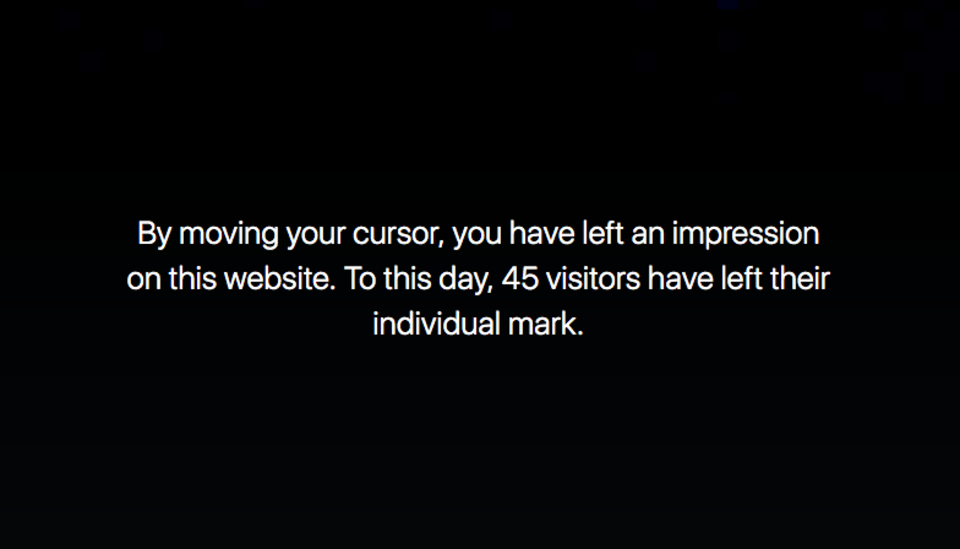 By moving your cursor, you have left an impression
on this website. To this day, 45 visitors have left their
individual mark.